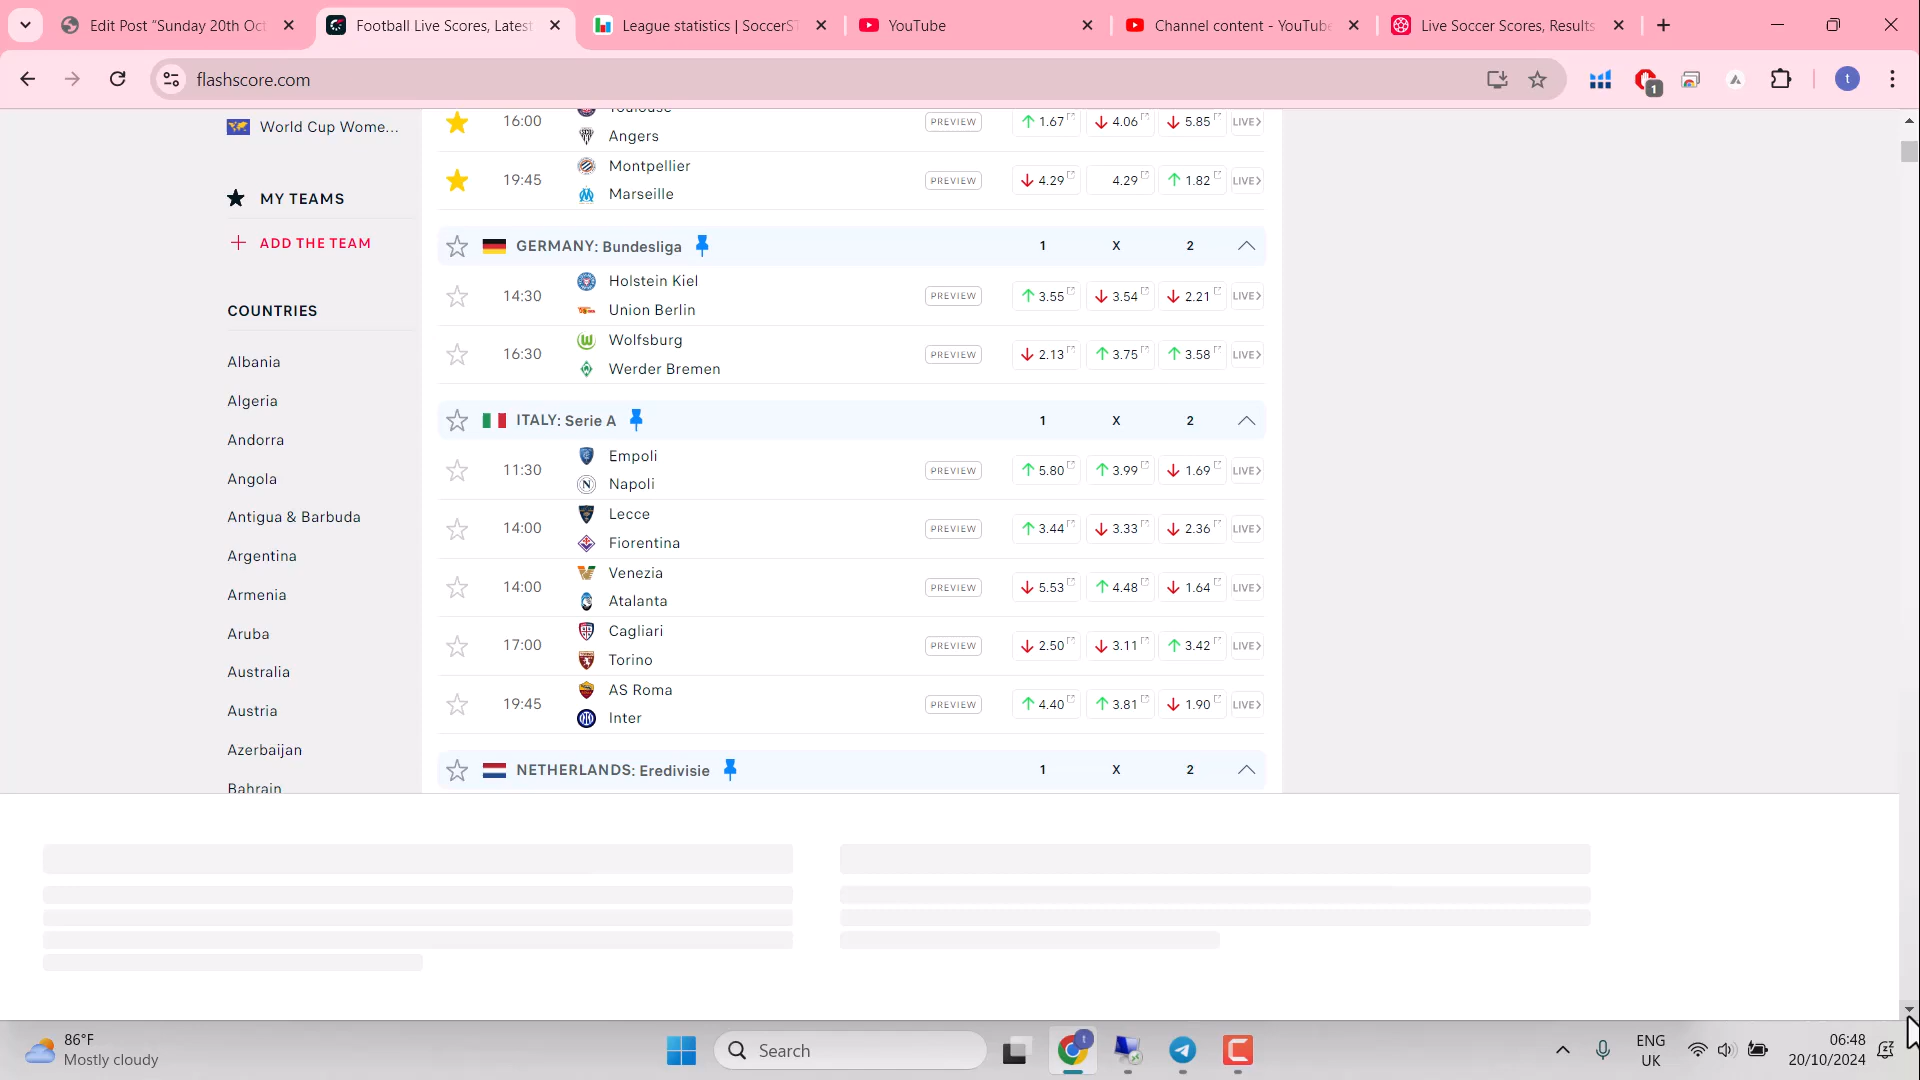 Edit Post "Sunday 20th Oct
Football Live Scores, Latest
League statistics | SoccerST
YouTube
Channel content - YouTube
Live Soccer Scores, Results
flashscore.com
1
t
World Cup Wome...
MY TEAMS
ADD THE TEAM
COUNTRIES
Albania
Algeria
Andorra
Angola
Antigua & Barbuda
Argentina
Armenia
Aruba
Australia
Austria
Azerbaijan
Bahrain
16:00 Toulouse PREVIEW 1.67 4.06 5.85 LIVE
Angers
19:45 Montpellier PREVIEW 4.29 4.29 1.82 LIVE
Marseille
GERMANY: Bundesliga 1 X 2
14:30 Holstein Kiel PREVIEW 3.55 3.54 2.21 LIVE
Union Berlin
16:30 Wolfsburg PREVIEW 2.13 3.75 3.58 LIVE
Werder Bremen
ITALY: Serie A 1 X 2
11:30 Empoli PREVIEW 5.80 3.99 1.69 LIVE
Napoli
14:00 Lecce PREVIEW 3.44 3.33 2.36 LIVE
Fiorentina
14:00 Venezia PREVIEW 5.53 4.48 1.64 LIVE
Atalanta
17:00 Cagliari PREVIEW 2.50 3.11 3.42 LIVE
Torino
19:45 AS Roma PREVIEW 4.40 3.81 1.90 LIVE
Inter
NETHERLANDS: Eredivisie 1 X 2
86°F
Mostly cloudy
Search
t
ENG
UK
06:48
20/10/2024